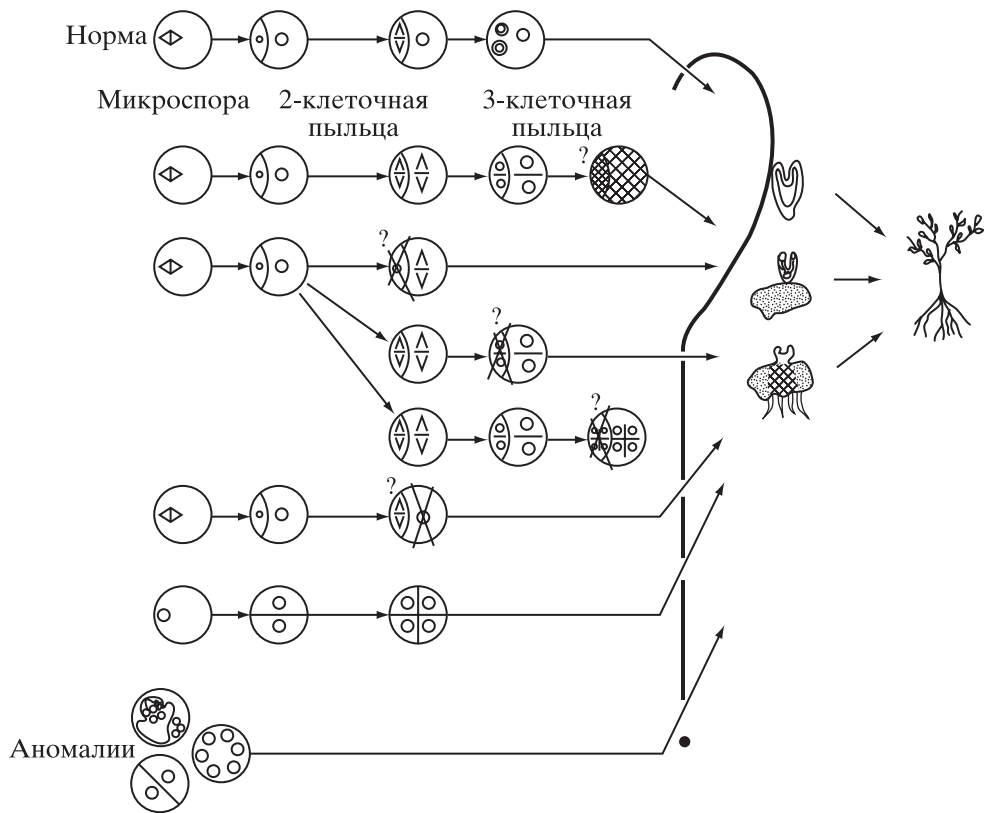 Норма
Микроспора
2-клеточная
пыльца
3-клеточная
пыльца
?
?
?
?
?
Аномалии